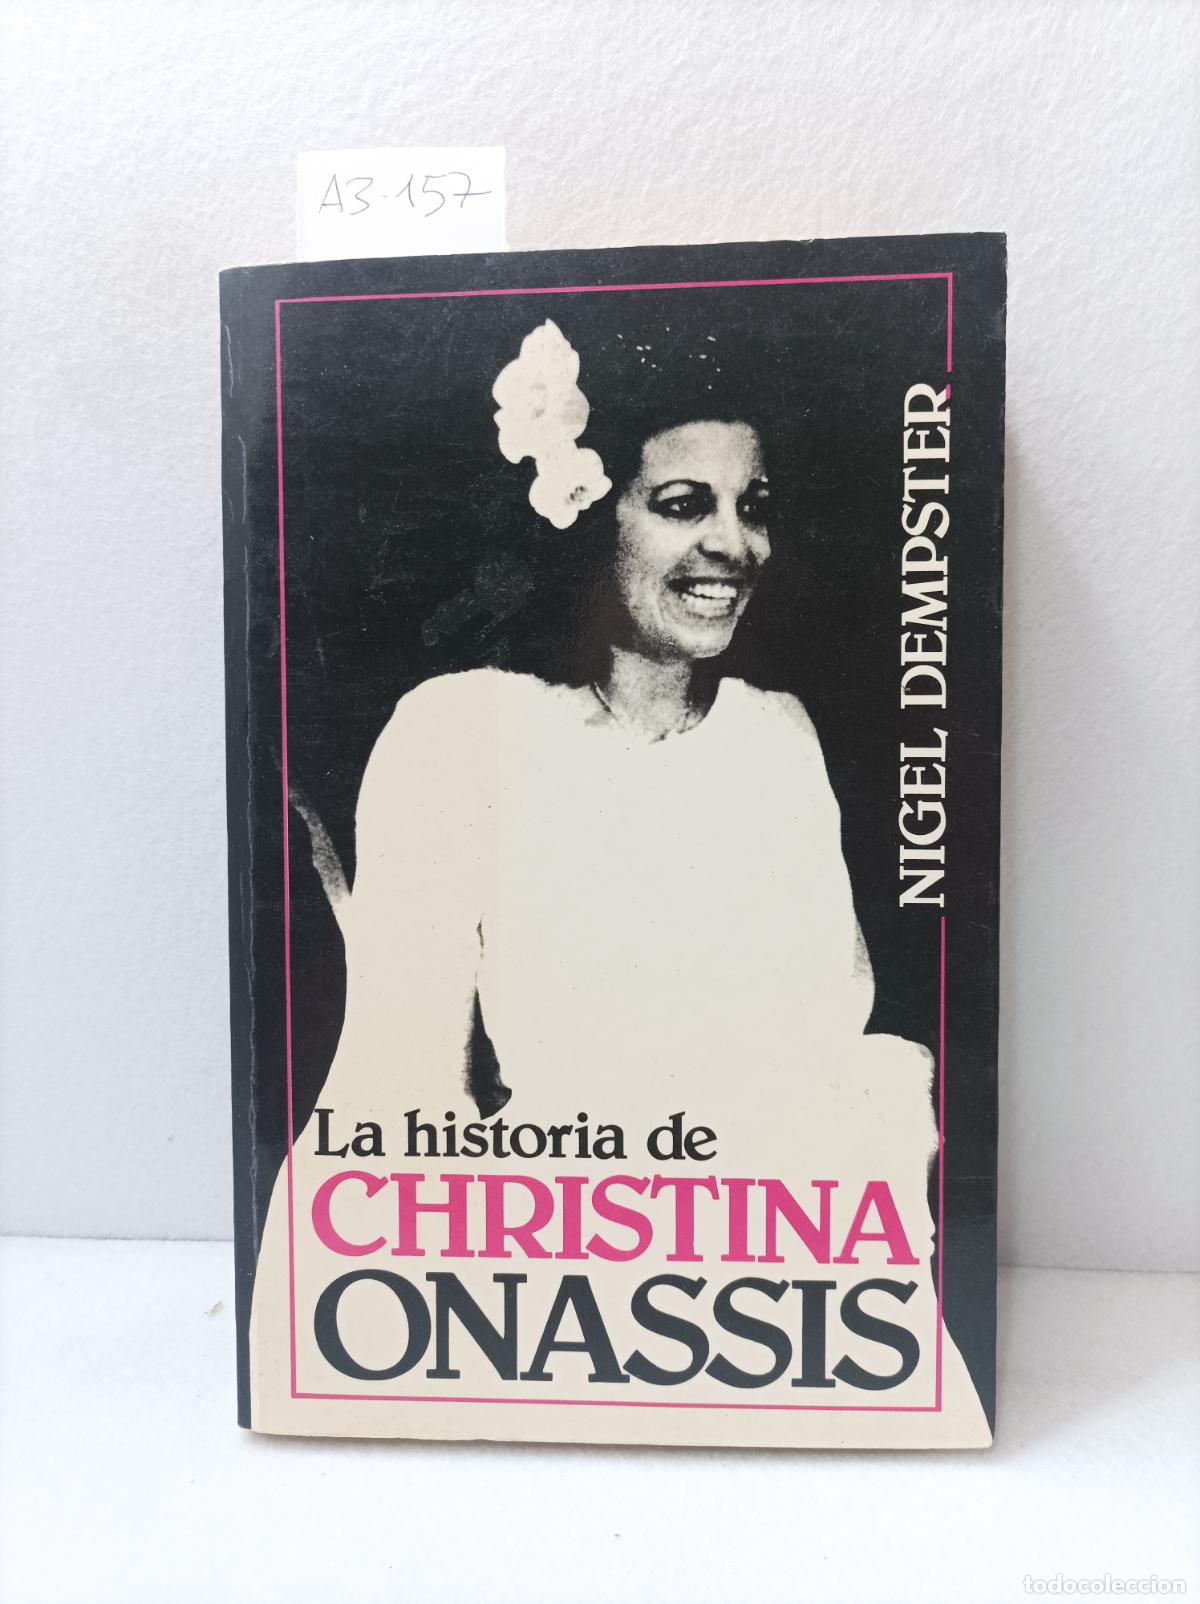 A3-157
NIGEL DEMPSTER
La historia de
CHRISTINA
ONASSIS
todocoleccion